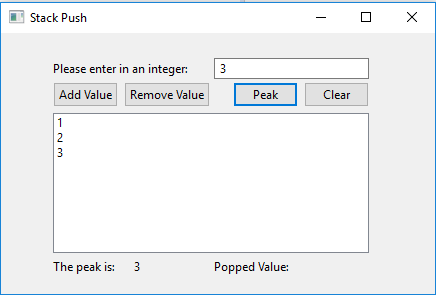 Stack Push
Please enter in an integer: 3
Add Value Remove Value Peak Clear
1
2
3
The peak is: 3 Popped Value: